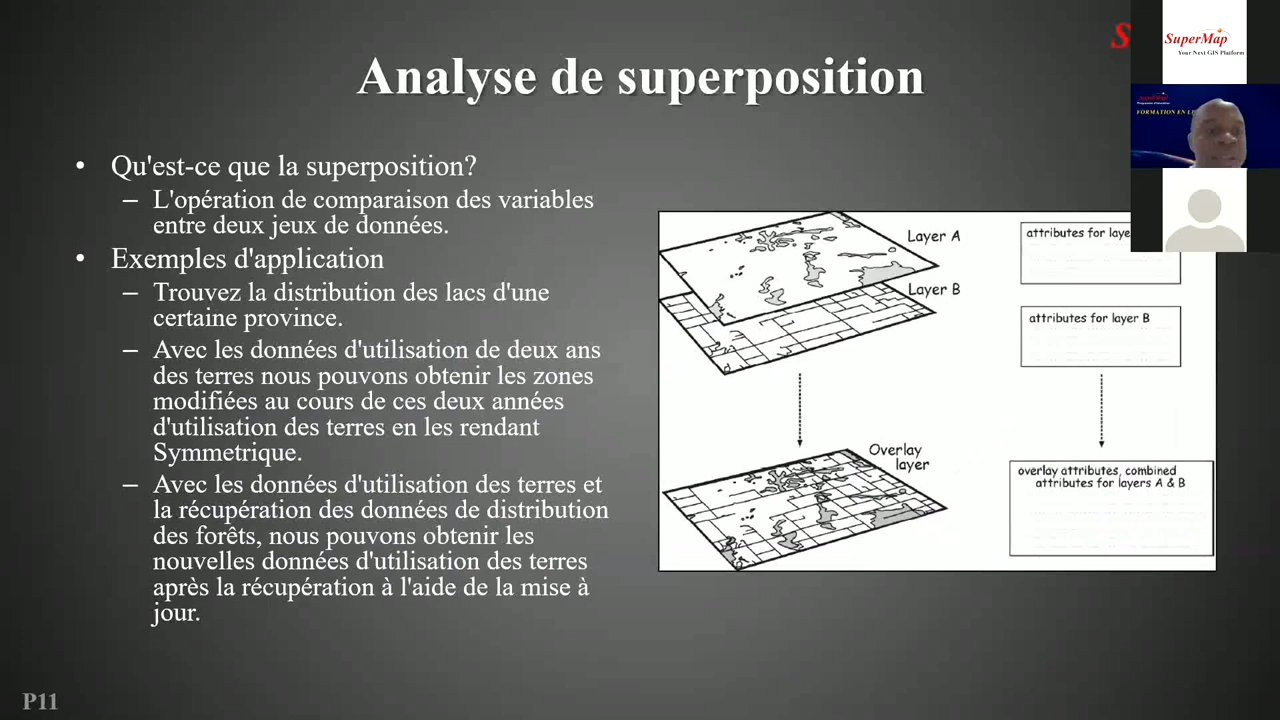 Analyse de superposition
S
SuperMap
Your Next GIS Platform
FORMATION EN LI
• Qu'est-ce que la superposition?
– L'opération de comparaison des variables
entre deux jeux de données.
• Exemples d'application
– Trouvez la distribution des lacs d'une
certaine province.
– Avec les données d'utilisation de deux ans
des terres nous pouvons obtenir les zones
modifiées au cours de ces deux années
d'utilisation des terres en les rendant
Symmetrique.
– Avec les données d'utilisation des terres et
la récupération des données de distribution
des forêts, nous pouvons obtenir les
nouvelles données d'utilisation des terres
après la récupération à l'aide de la mise à
jour.
Layer A
Layer B
Overlay
layer
attributes for laye
attributes for layer B
overlay attributes, combined
attributes for layers A & B
P11